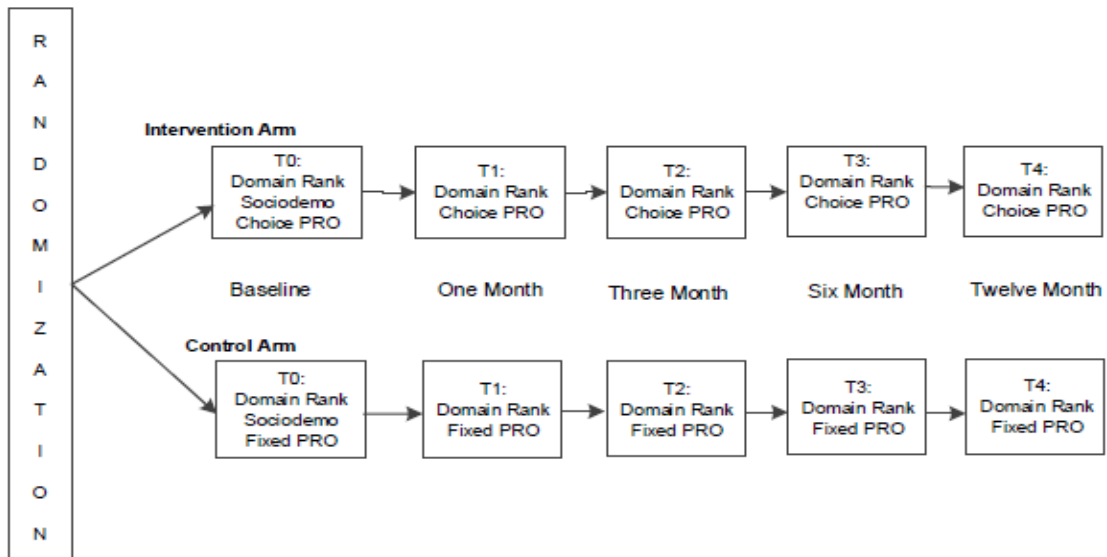 RANDOMIZATION
Intervention Arm
T0:
Domain Rank
Sociodemo
Choice PRO
T1:
Domain Rank
Choice PRO
T2:
Domain Rank
Choice PRO
T3:
Domain Rank
Choice PRO
T4:
Domain Rank
Choice PRO
Baseline
One Month
Three Month
Six Month
Twelve Month
Control Arm
T0:
Domain Rank
Sociodemo
Fixed PRO
T1:
Domain Rank
Fixed PRO
T2:
Domain Rank
Fixed PRO
T3:
Domain Rank
Fixed PRO
T4:
Domain Rank
Fixed PRO